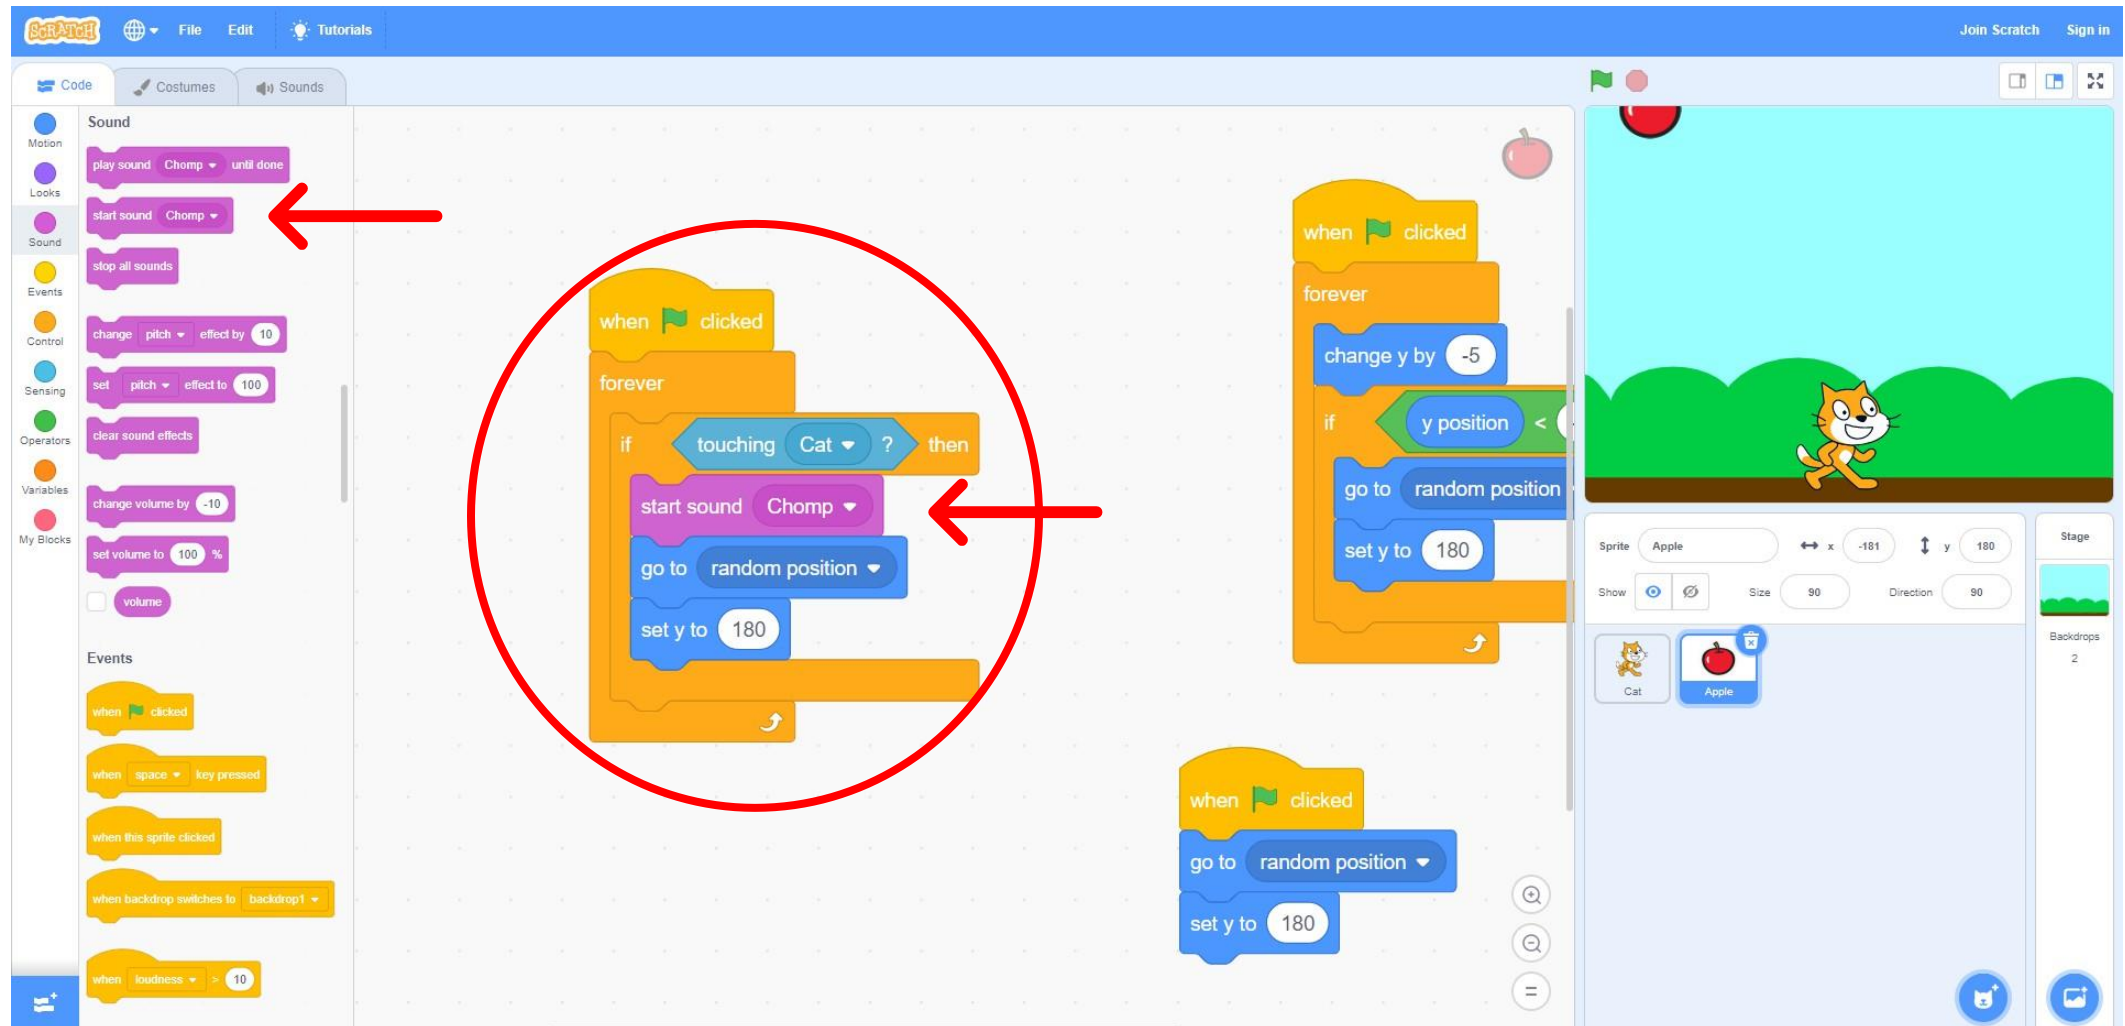 SCRATCH File Edit Tutorials Join Scratch Sign in
Code Costumes Sounds
Motion
Looks
Sound
Events
Control
Sensing
Operators
Variables
My Blocks
Sound
play sound Chomp until done
start sound Chomp
stop all sounds
change pitch effect by 10
set pitch effect to 100
clear sound effects
change volume by -10
set volume to 100 %
volume
Events
when clicked
when space key pressed
when this sprite clicked
when backdrop switches to backdrop1
when loudness > 10
when clicked
forever
if touching Cat ? then
start sound Chomp
go to random position
set y to 180
when clicked
forever
change y by -5
if y position <
go to random position
set y to 180
when clicked
go to random position
set y to 180
Sprite Apple x -181 y 180
Show Size 90 Direction 90
Cat
Apple
Stage
Backdrops
2